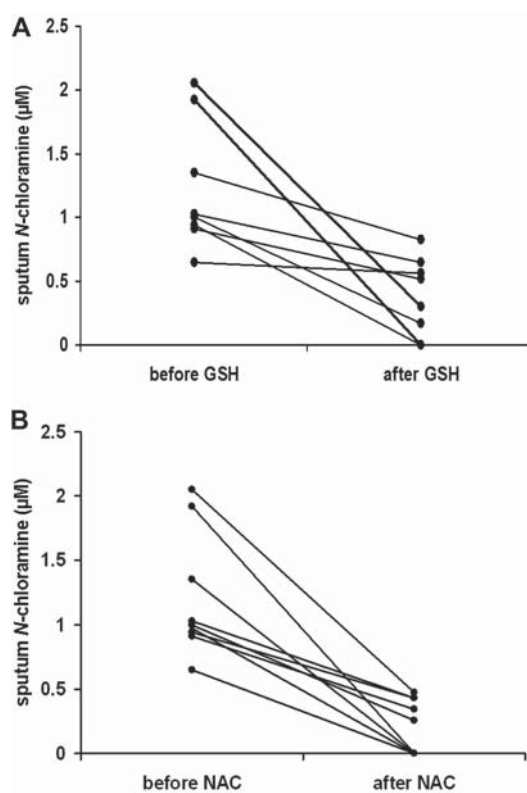 A
sputum N-chloramine (µM)
2.5
2
1.5
1
0.5
0
before GSH after GSH
B
sputum N-chloramine (µM)
2.5
2
1.5
1
0.5
0
before NAC after NAC